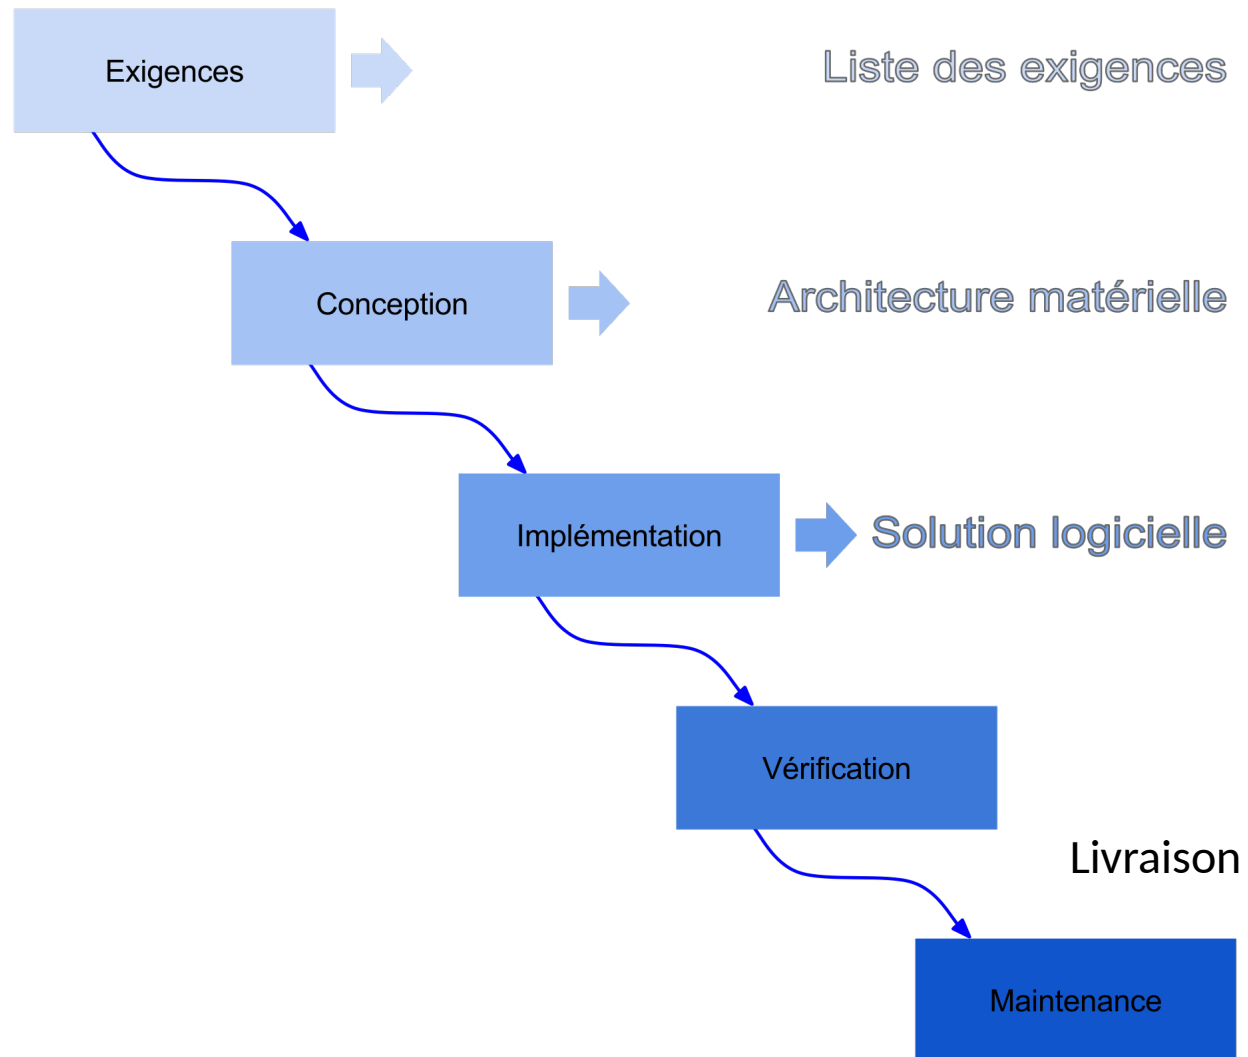 Exigences
Liste des exigences
Conception
Architecture matérielle
Implémentation
Solution logicielle
Vérification
Livraison
Maintenance